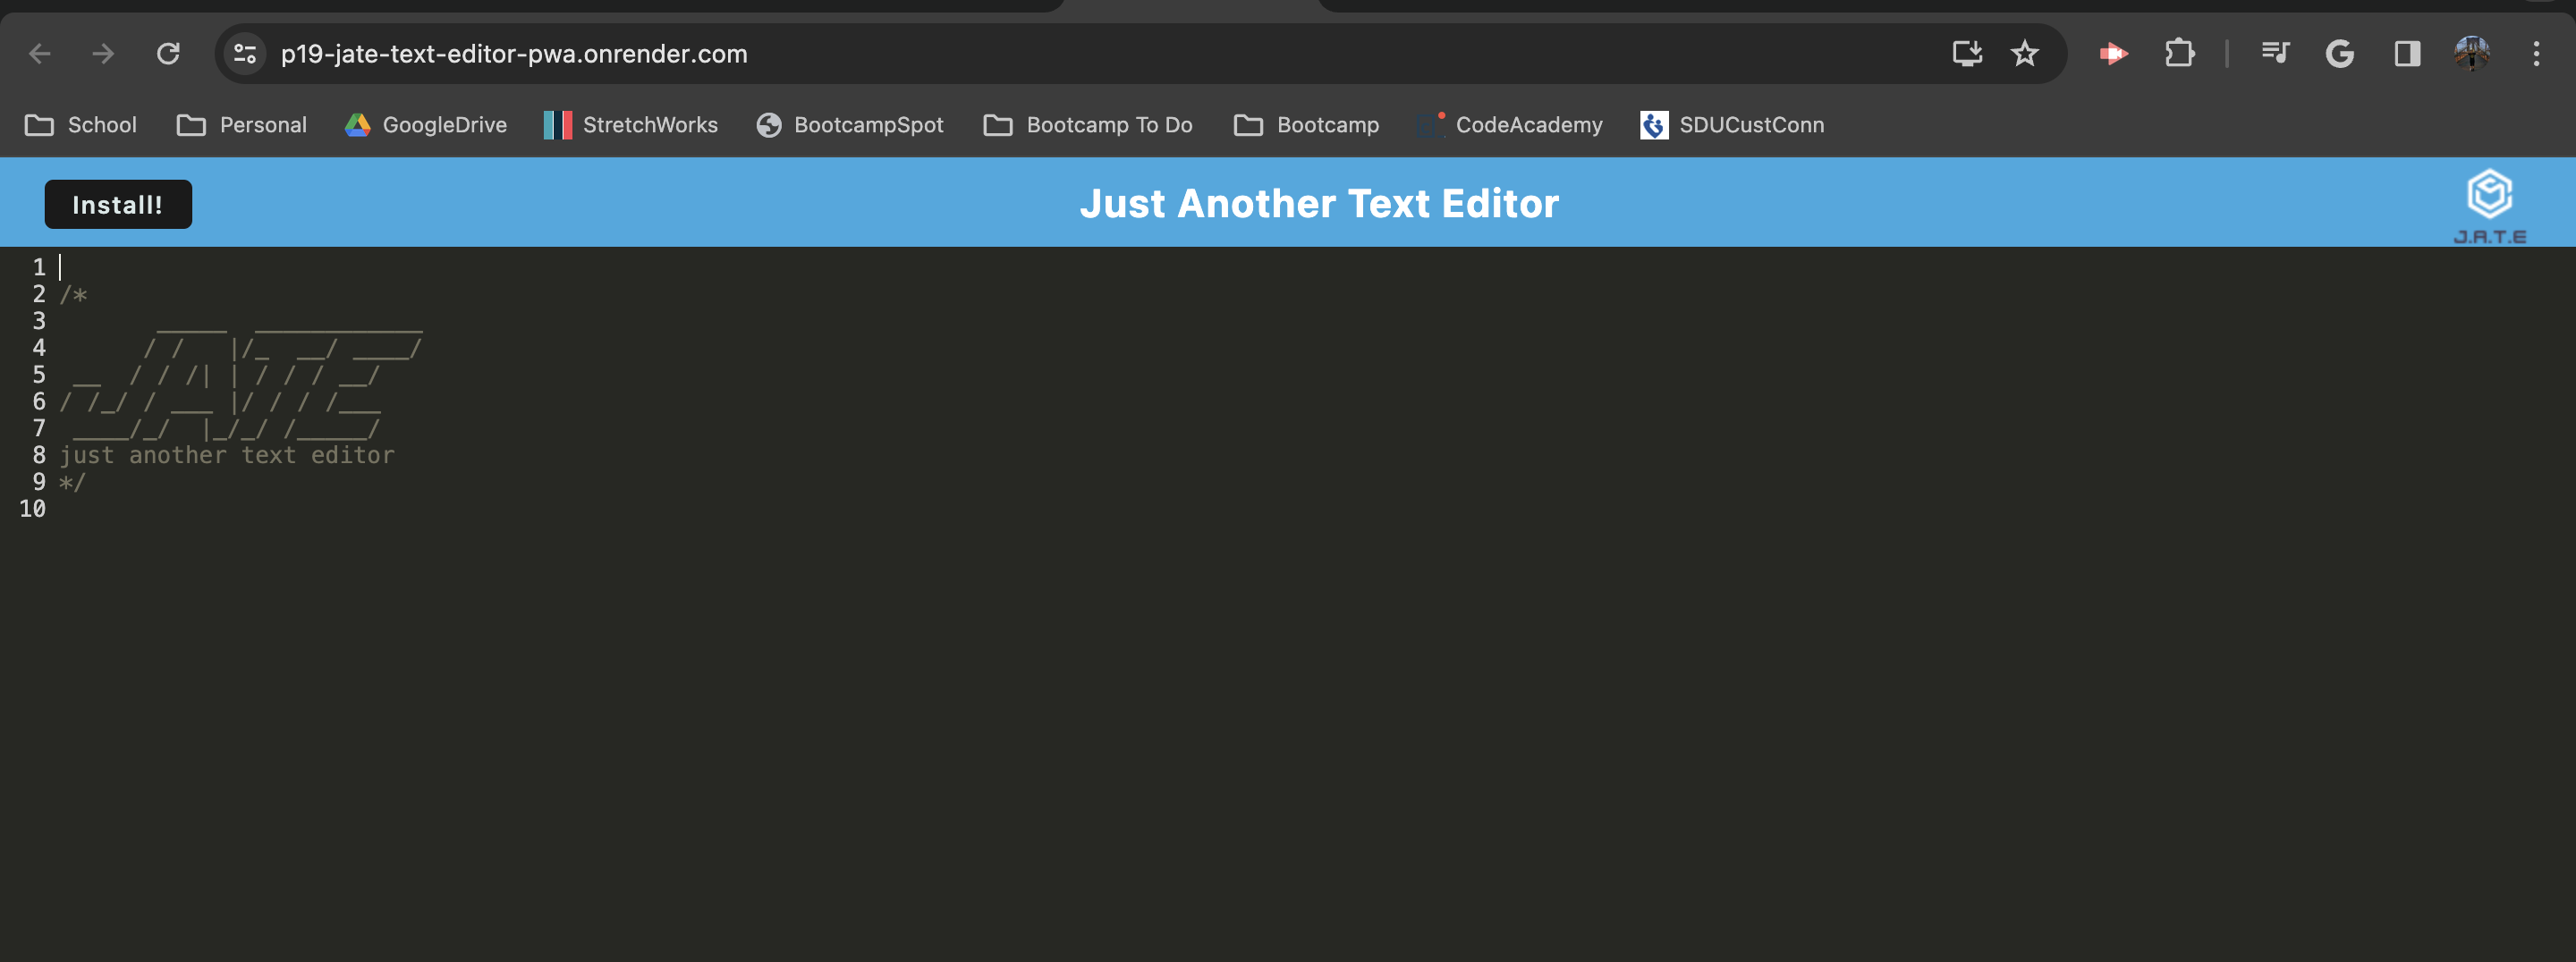 p19-jate-text-editor-pwa.onrender.com
School Personal GoogleDrive StretchWorks BootcampSpot Bootcamp To Do Bootcamp CodeAcademy SDUCustConn
Install! Just Another Text Editor
J.A.T.E
1
2 /*
3        _____  ____________
4       / /   |/_  __/ ____/
5  __  / / /| | / / / __/
6 / /_/ / ___ |/ / / /___
7  ____/_/  |_/_/ /_____/
8 just another text editor
9 */
10